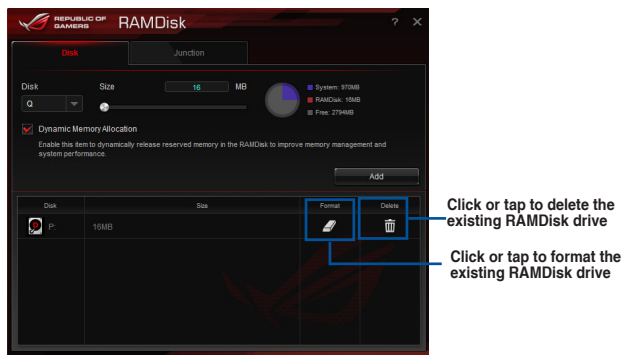 REPUBLIC OF
GAMERS
RAMDisk
? ×
Disk
Junction
Disk
Size
16
MB
Q
System: 970MB
RAMDisk: 16MB
Free: 2794MB
Dynamic Memory Allocation
Enable this item to dynamically release reserved memory in the RAMDisk to improve memory management and
system performance.
Add
Disk
Size
Format
Delete
P:
16MB
Click or tap to delete the
existing RAMDisk drive
Click or tap to format the
existing RAMDisk drive